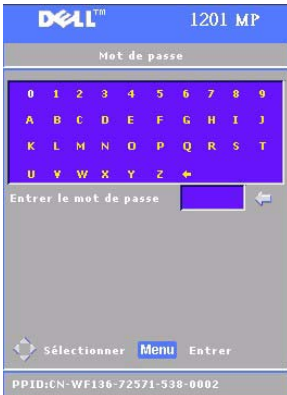 DELL™ 1201 MP
Mot de passe
0 1 2 3 4 5 6 7 8 9
A B C D E F G H I J
K L M N O P Q R S T
U V W X Y Z ←
Entrer le mot de passe
Sélectionner Menu Entrer
PPID:CN-WF136-72571-538-0002